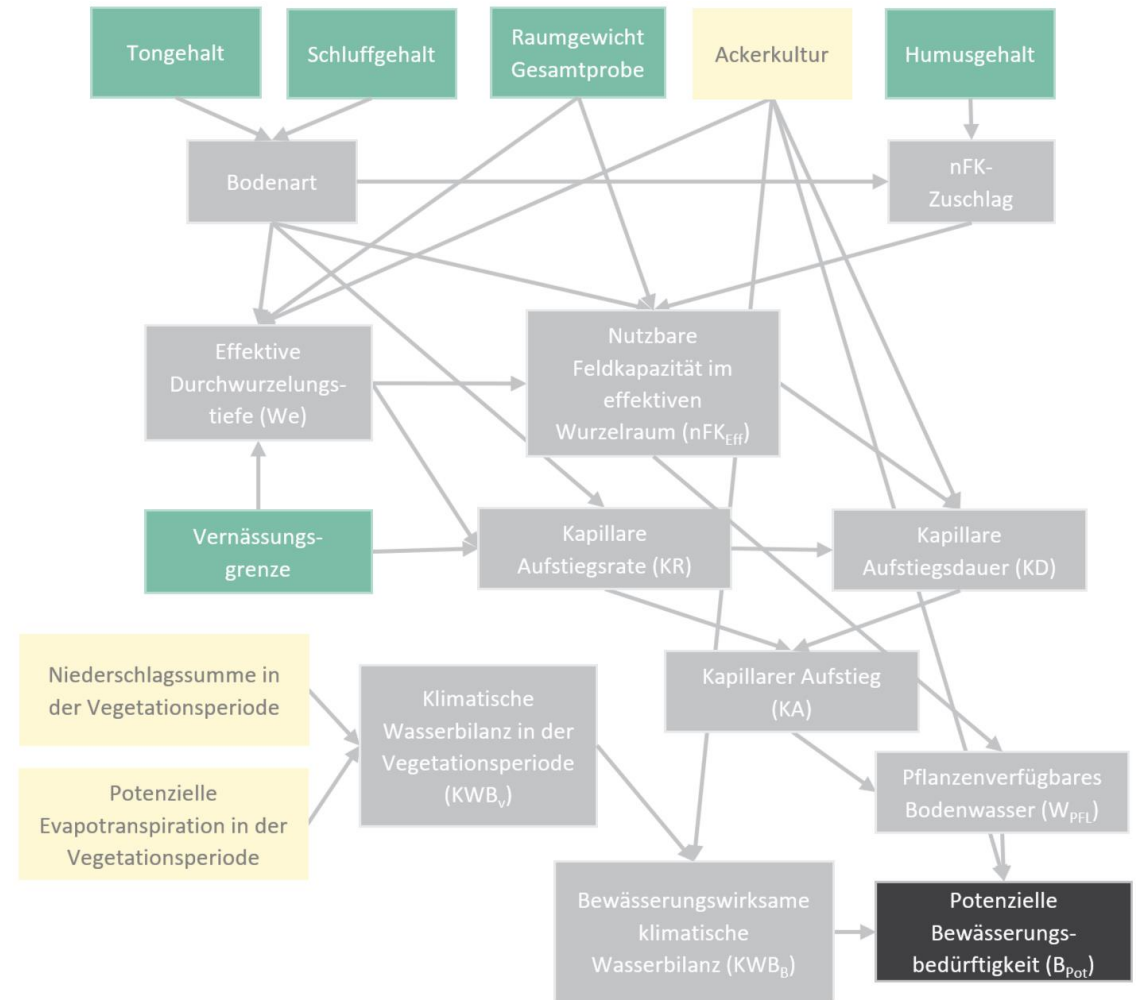 Tongehalt
Schluffgehalt
Raumgewicht
Gesamtprobe
Ackerkultur
Humusgehalt
Bodenart
nFK-
Zuschlag
Effektive
Durchwurzelungs-
tiefe (We)
Nutzbare
Feldkapazität im
effektiven
Wurzelraum (nFKEff)
Vernässungs-
grenze
Kapillare
Aufstiegsrate (KR)
Kapillare
Aufstiegsdauer (KD)
Niederschlagssumme in
der Vegetationsperiode
Klimatische
Wasserbilanz in der
Vegetationsperiode
(KWBv)
Kapillarer Aufstieg
(KA)
Potenzielle
Evapotranspiration in der
Vegetationsperiode
Pflanzenverfügbares
Bodenwasser (WPFL)
Bewässerungswirksame
klimatische
Wasserbilanz (KWBB)
Potenzielle
Bewässerungs-
bedürftigkeit (BPot)